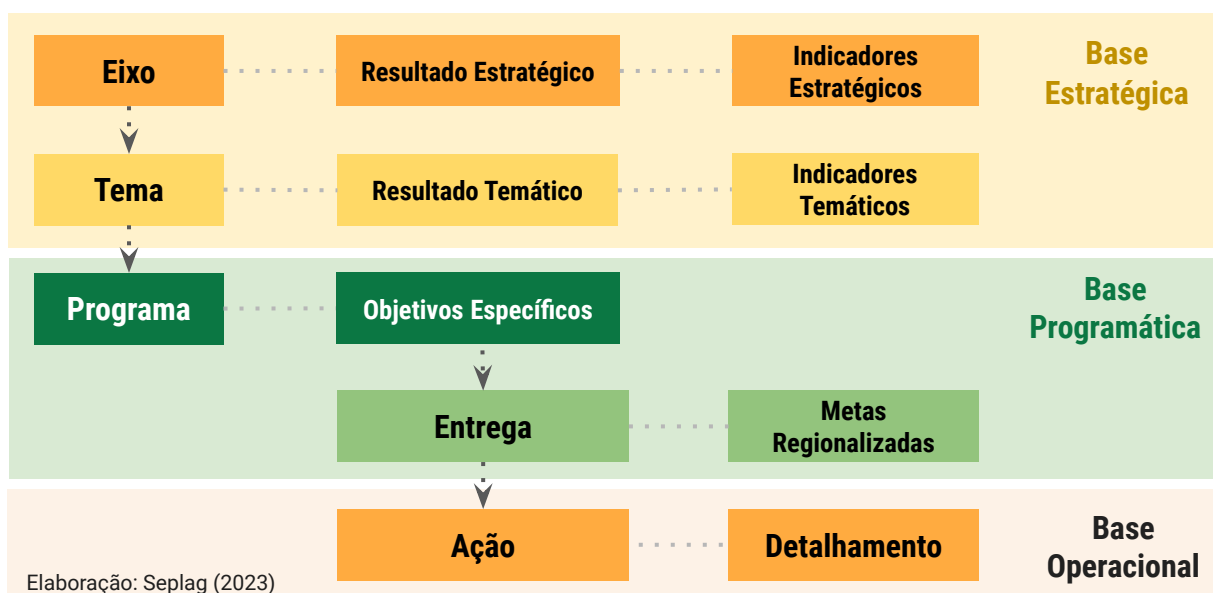 Eixo
Resultado Estratégico
Indicadores
Estratégicos
Base
Estratégica
Tema
Resultado Temático
Indicadores
Temáticos
Programa
Objetivos Específicos
Base
Programática
Entrega
Metas
Regionalizadas
Ação
Detalhamento
Base
Operacional
Elaboração: Seplag (2023)